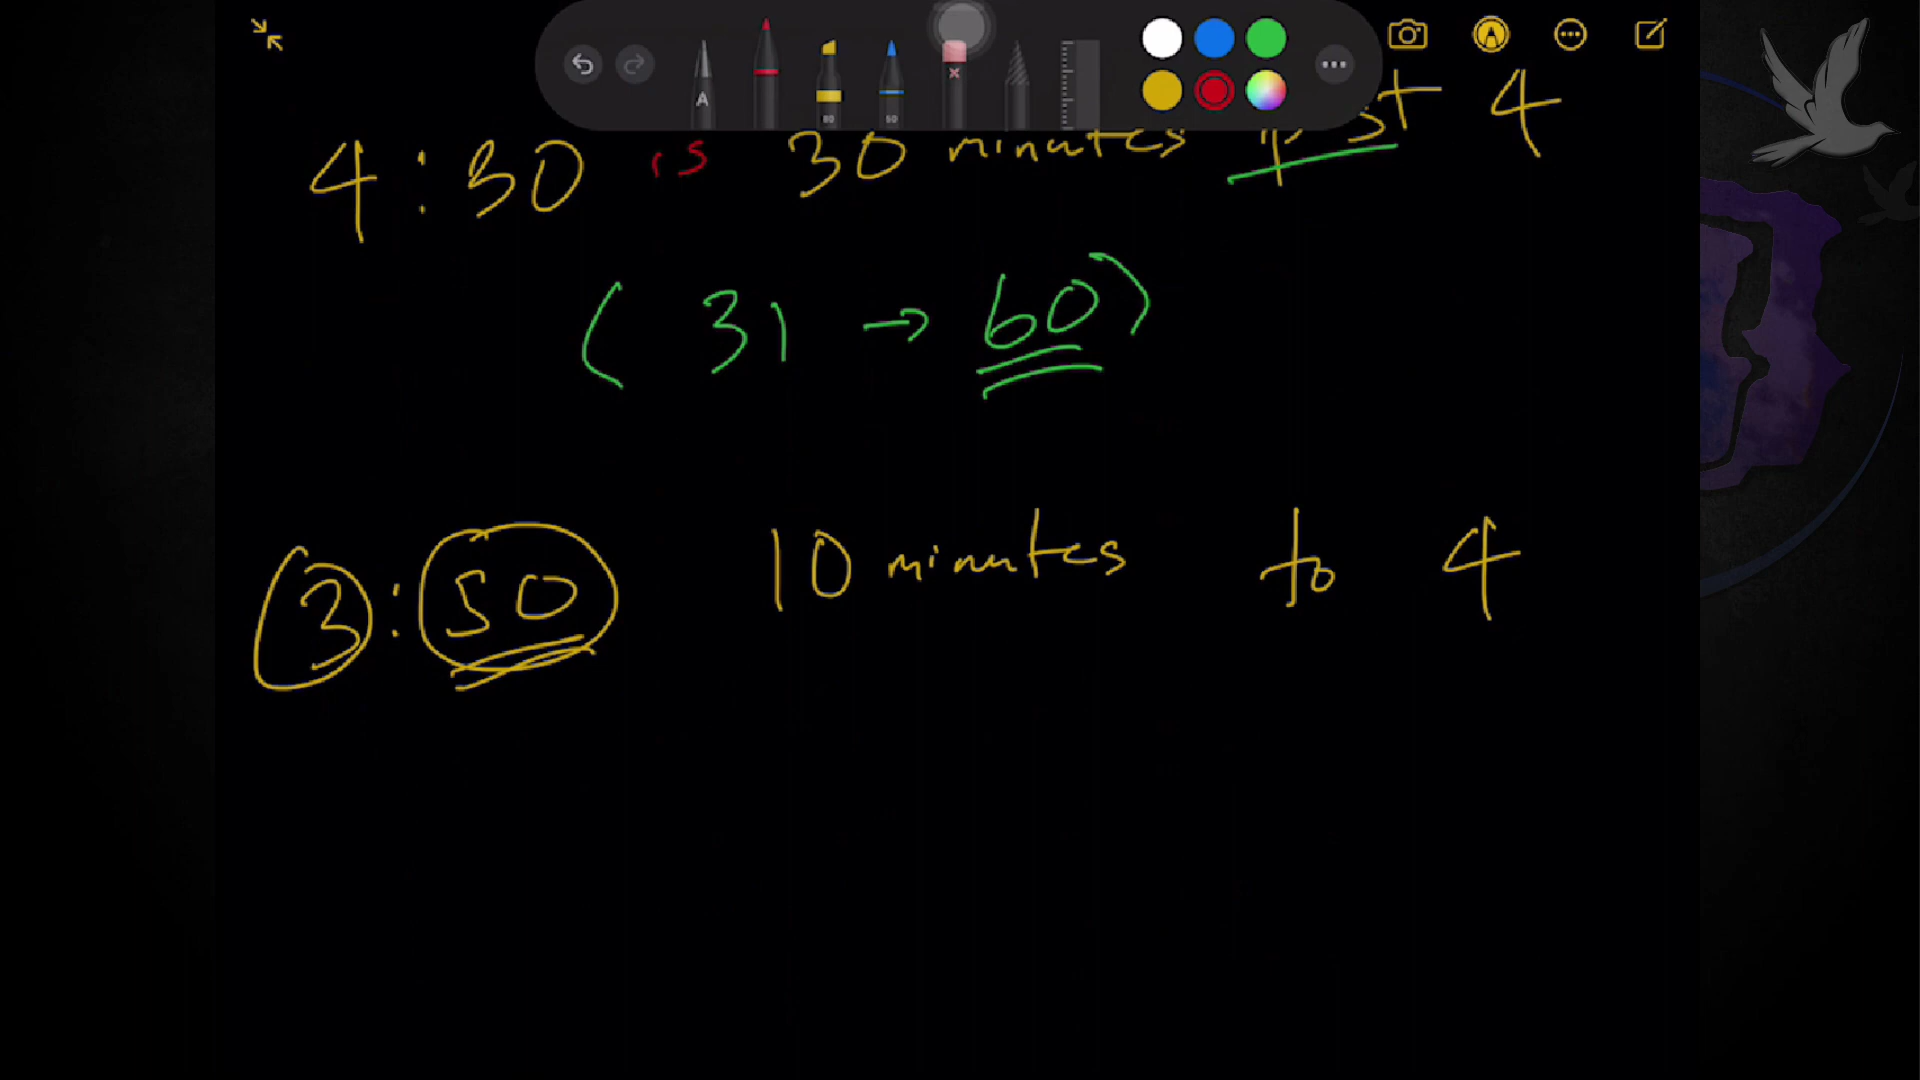 4:30 is 30 minutes past 4
(31 → 60)
3:50 10 minutes to 4